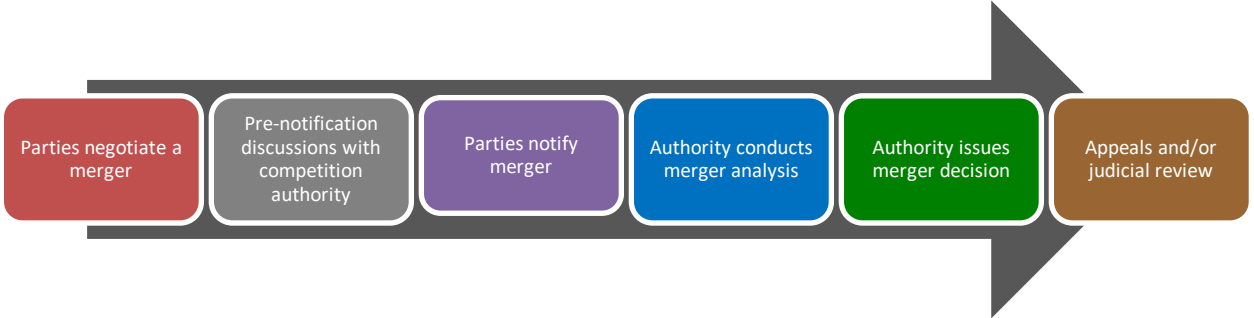 Parties negotiate a
merger
Pre-notification
discussions with
competition
authority
Parties notify
merger
Authority conducts
merger analysis
Authority issues
merger decision
Appeals and/or
judicial review